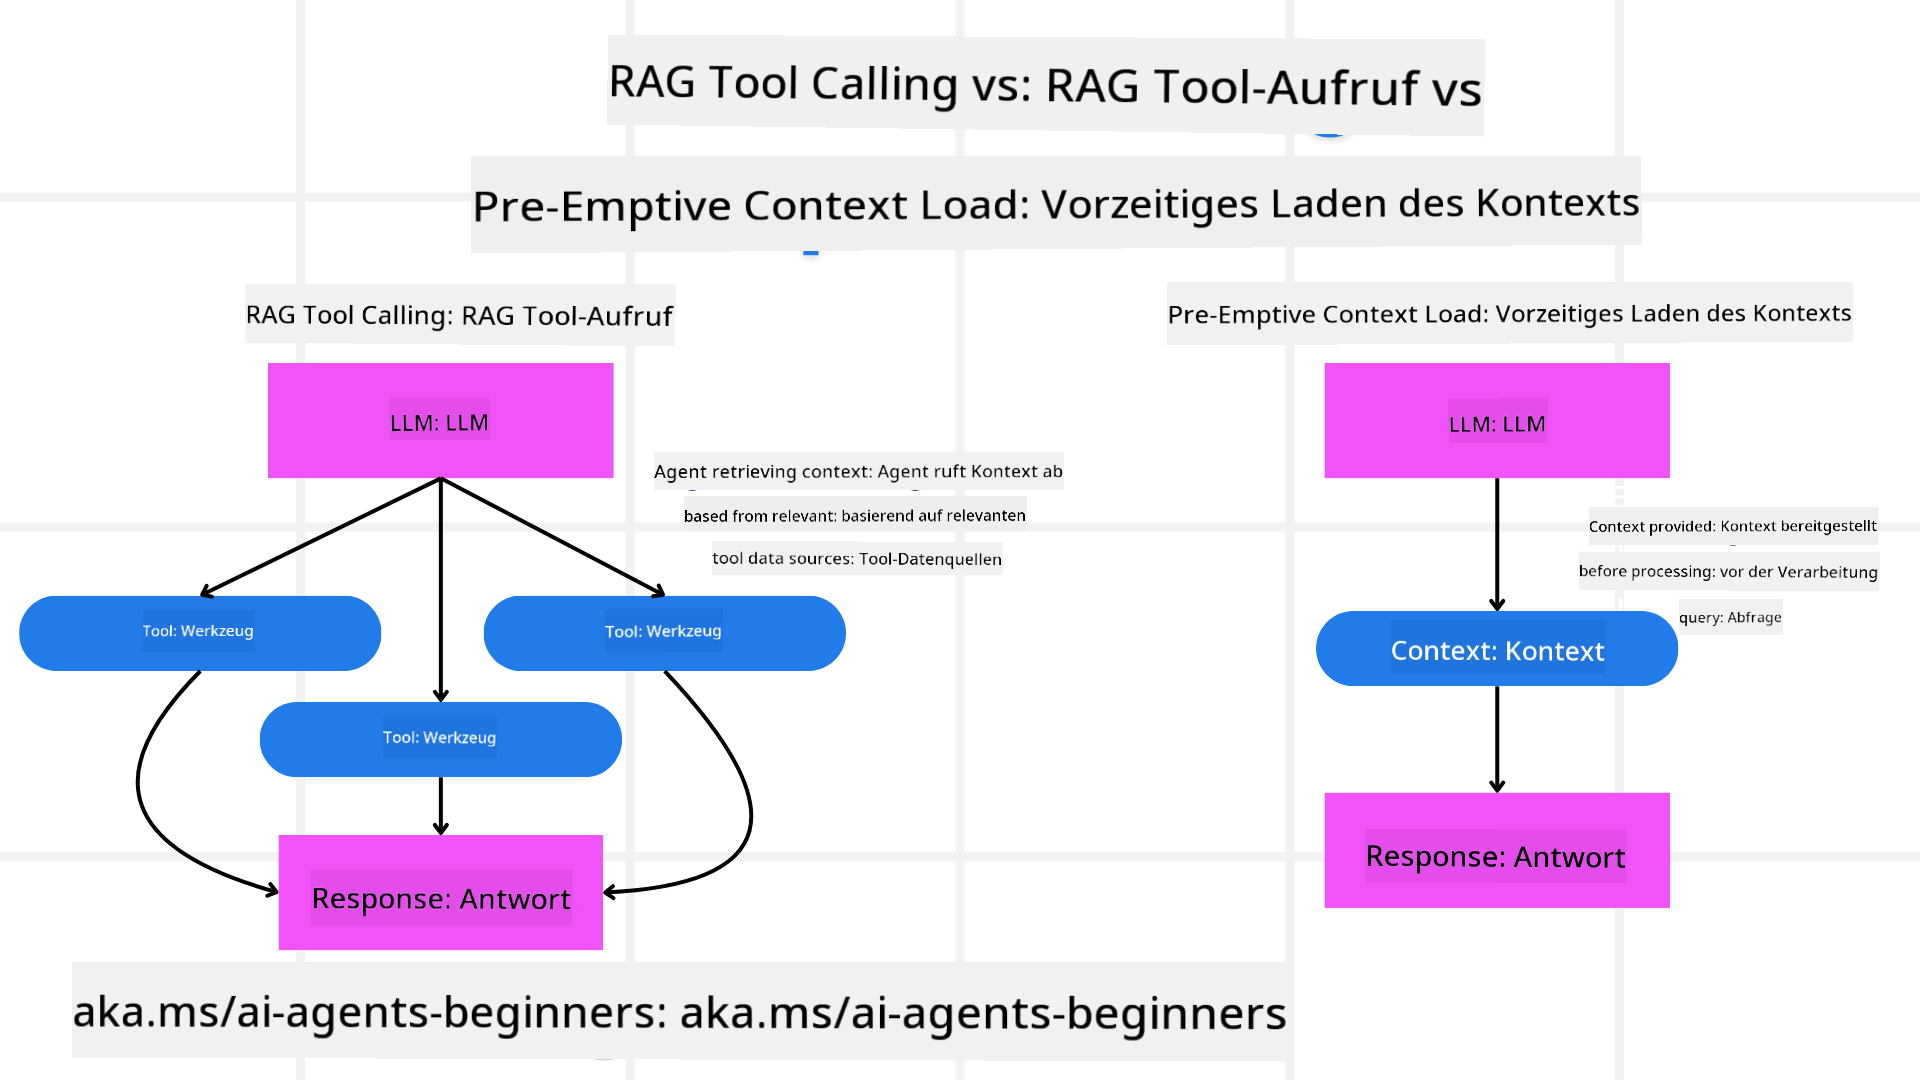 RAG Tool Calling vs: RAG Tool-Aufruf vs
Pre-Emptive Context Load: Vorzeitiges Laden des Kontexts
RAG Tool Calling: RAG Tool-Aufruf
LLM: LLM
Agent retrieving context: Agent ruft Kontext ab
based from relevant: basierend auf relevanten
tool data sources: Tool-Datenquellen
Tool: Werkzeug
Tool: Werkzeug
Tool: Werkzeug
Response: Antwort
Pre-Emptive Context Load: Vorzeitiges Laden des Kontexts
LLM: LLM
Context provided: Kontext bereitgestellt
before processing: vor der Verarbeitung
query: Abfrage
Context: Kontext
Response: Antwort
aka.ms/ai-agents-beginners: aka.ms/ai-agents-beginners